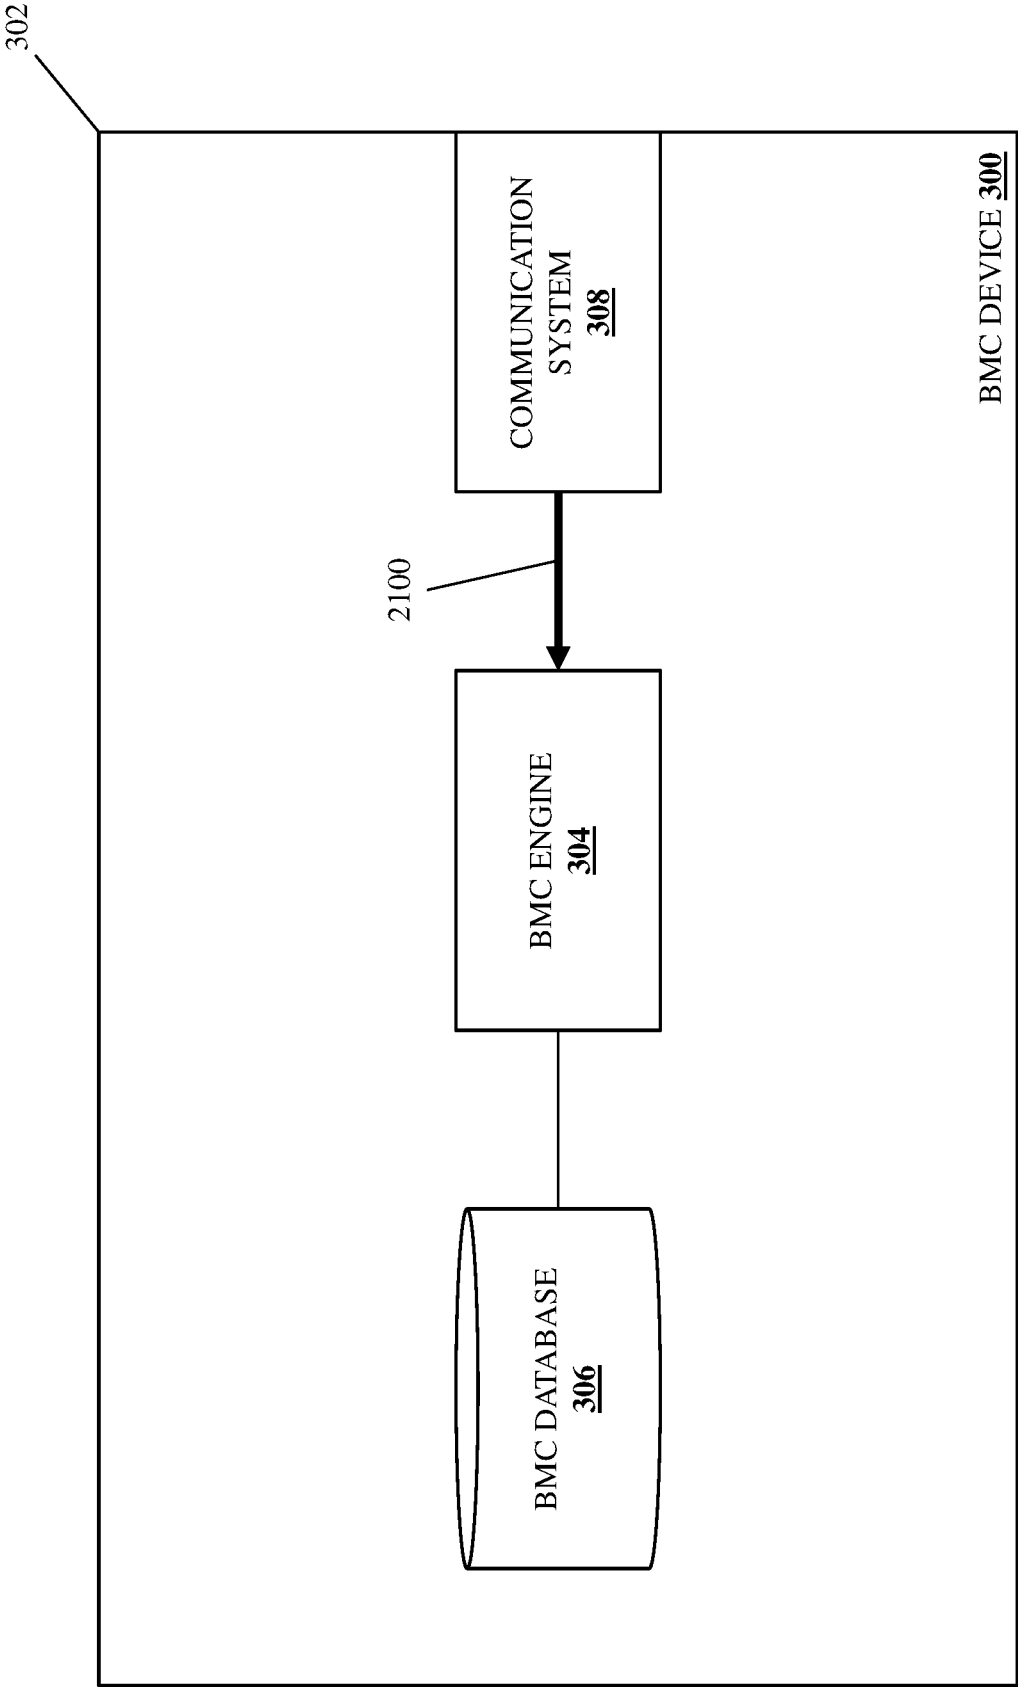 302
BMC DATABASE
306
BMC ENGINE
304
2100
COMMUNICATION
SYSTEM
308
BMC DEVICE 300